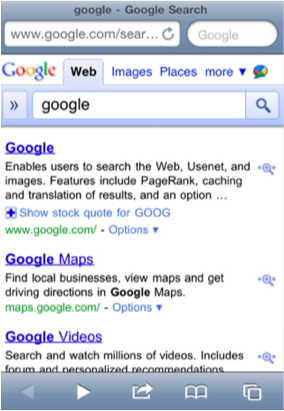 google - Google Search
www.google.com/sear... Google
Google Web Images Places more ▼
» google
Google
Enables users to search the Web, Usenet, and
images. Features include PageRank, caching
and translation of results, and an option ...
Show stock quote for GOOG
www.google.com/ - Options ▼
Google Maps
Find local businesses, view maps and get
driving directions in Google Maps.
maps.google.com/ - Options ▼
Google Videos
Search and watch millions of videos. Includes
forum and personalized recommendations